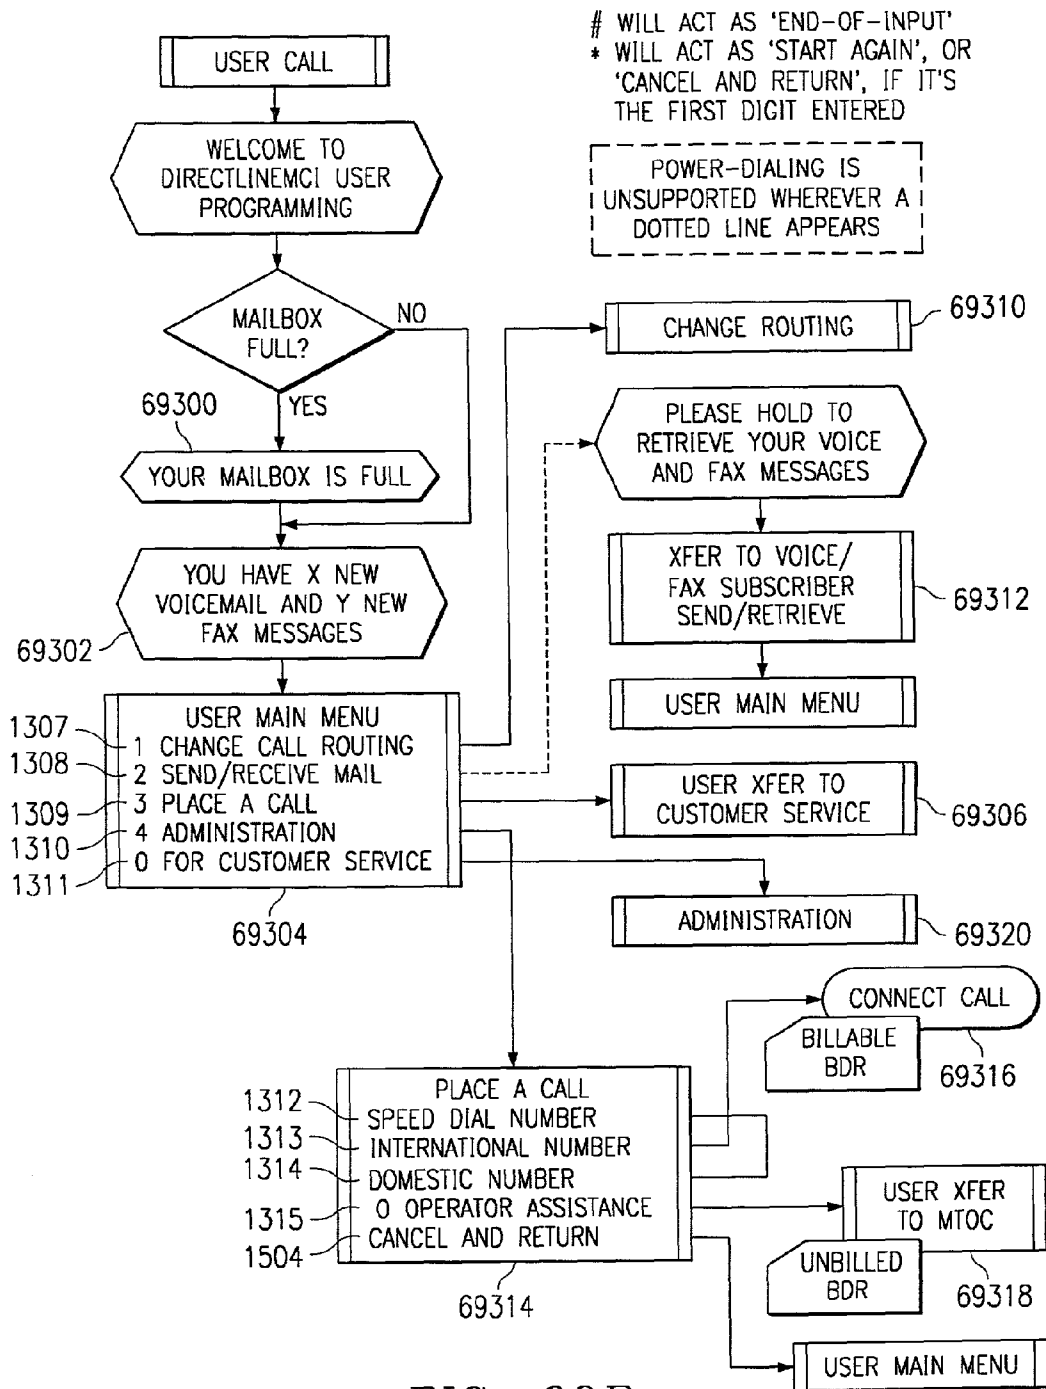 # WILL ACT AS 'END-OF-INPUT'
* WILL ACT AS 'START AGAIN', OR
'CANCEL AND RETURN', IF IT'S
THE FIRST DIGIT ENTERED
USER CALL
WELCOME TO
DIRECTLINEMCI USER
PROGRAMMING
POWER-DIALING IS
UNSUPPORTED WHEREVER A
DOTTED LINE APPEARS
MAILBOX
FULL?
NO
YES
69300
YOUR MAILBOX IS FULL
YOU HAVE X NEW
VOICEMAIL AND Y NEW
FAX MESSAGES
69302
CHANGE ROUTING
69310
PLEASE HOLD TO
RETRIEVE YOUR VOICE
AND FAX MESSAGES
XFER TO VOICE/
FAX SUBSCRIBER
SEND/RETRIEVE
69312
USER MAIN MENU
USER MAIN MENU
1307 1 CHANGE CALL ROUTING
1308 2 SEND/RECEIVE MAIL
1309 3 PLACE A CALL
1310 4 ADMINISTRATION
1311 0 FOR CUSTOMER SERVICE
69304
USER XFER TO
CUSTOMER SERVICE
69306
ADMINISTRATION
69320
CONNECT CALL
69316
BILLABLE
BDR
PLACE A CALL
1312 SPEED DIAL NUMBER
1313 INTERNATIONAL NUMBER
1314 DOMESTIC NUMBER
1315 0 OPERATOR ASSISTANCE
1504 CANCEL AND RETURN
69314
USER XFER
TO MTOC
69318
UNBILLED
BDR
USER MAIN MENU